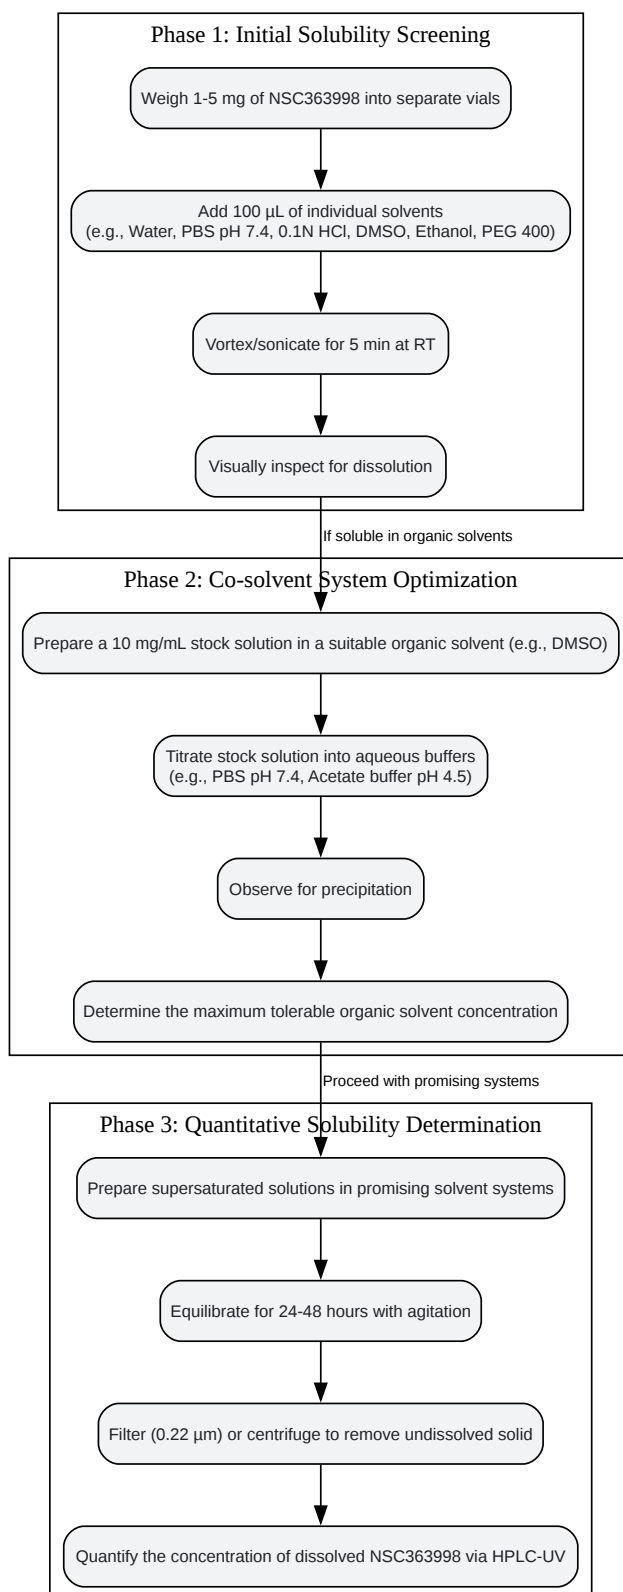 Phase 1: Initial Solubility Screening
Weigh 1-5 mg of NSC363998 into separate vials
Add 100 µL of individual solvents
(e.g., Water, PBS pH 7.4, 0.1N HCl, DMSO, Ethanol, PEG 400)
Vortex/sonicate for 5 min at RT
Visually inspect for dissolution
If soluble in organic solvents
Phase 2: Co-solvent System Optimization
Prepare a 10 mg/mL stock solution in a suitable organic solvent (e.g., DMSO)
Titrate stock solution into aqueous buffers
(e.g., PBS pH 7.4, Acetate buffer pH 4.5)
Observe for precipitation
Determine the maximum tolerable organic solvent concentration
Proceed with promising systems
Phase 3: Quantitative Solubility Determination
Prepare supersaturated solutions in promising solvent systems
Equilibrate for 24-48 hours with agitation
Filter (0.22 µm) or centrifuge to remove undissolved solid
Quantify the concentration of dissolved NSC363998 via HPLC-UV